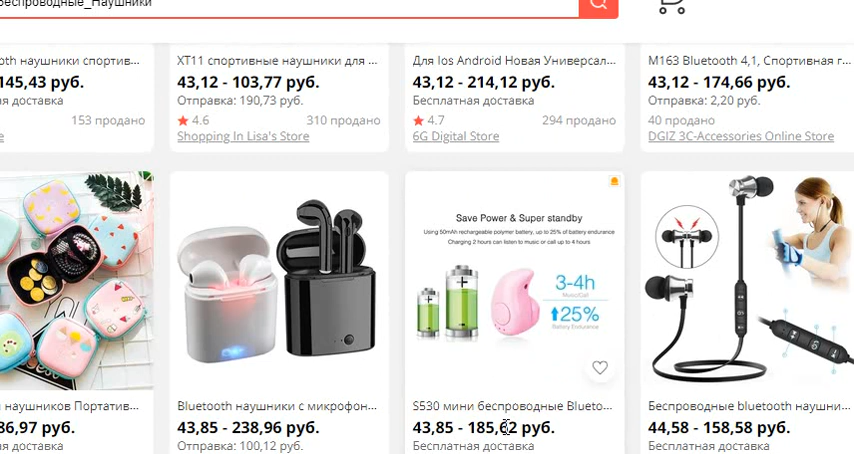 беспроводные_Наушники
oth наушники спортив...
145,43 руб.
я доставка
153 продано
e
XT11 спортивные наушники для ...
43,12 - 103,77 руб.
Отправка: 190,73 руб.
4.6
310 продано
Shopping In Lisa's Store
Для Ios Android Новая Универсал...
43,12 - 214,12 руб.
Бесплатная доставка
4.7
294 продано
6G Digital Store
M163 Bluetooth 4,1, Спортивная г...
43,12 - 174,66 руб.
Отправка: 2,20 руб.
40 продано
DGIZ 3C-Accessories Online Store
наушников Портатив...
86,97 руб.
я доставка
Bluetooth наушники с микрофон...
43,85 - 238,96 руб.
Отправка: 100,12 руб.
Save Power & Super standby
Using 50mAh rechargeable polymer battery, up to 25% of battery endurance
Charging 2 hours can listen to music or call up to 4 hours
3-4h
Music/Call
25%
Battery Endurance
S530 мини беспроводные Blueto...
43,85 - 185,62 руб.
Бесплатная доставка
Беспроводные bluetooth наушни...
44,58 - 158,58 руб.
Бесплатная доставка